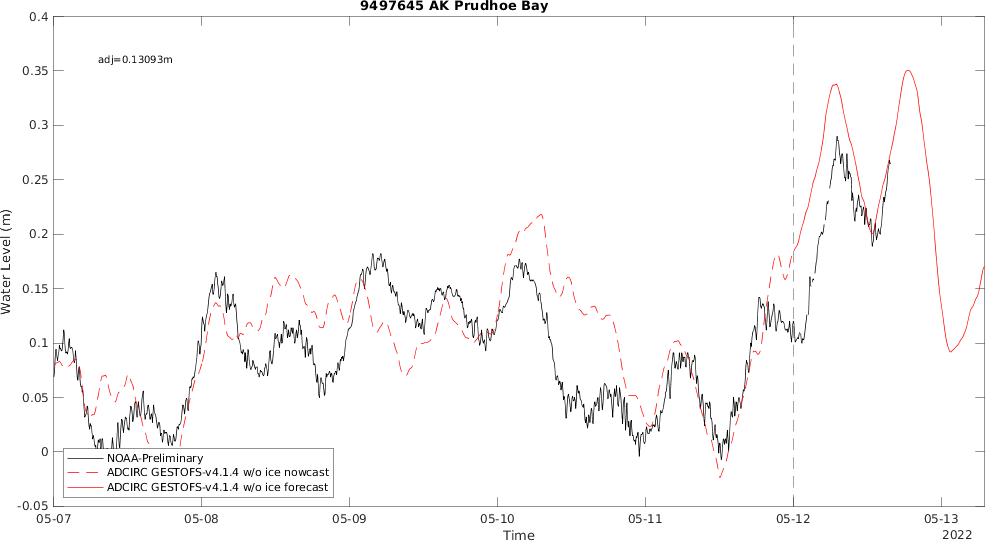 9497645 AK Prudhoe Bay
0.4
adj=0.13093m
0.35
0.3
0.25
0.2
0.15
0.1
0.05
0
-0.05
Water Level (m)
NOAA-Preliminary
ADCIRC GESTOFS-v4.1.4 w/o ice nowcast
ADCIRC GESTOFS-v4.1.4 w/o ice forecast
05-07 05-08 05-09 05-10 05-11 05-12 05-13
Time
2022